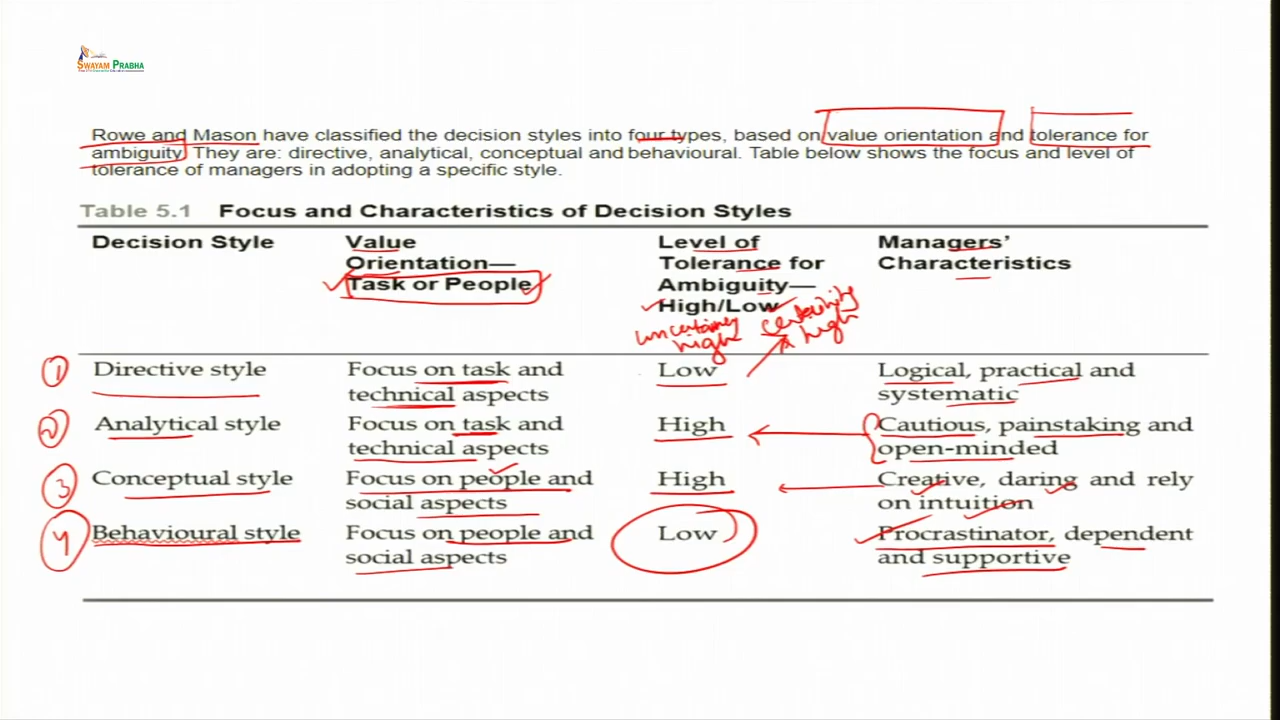 SWAYAM PRABHA
Rowe and Mason have classified the decision styles into four types, based on value orientation and tolerance for
ambiguity. They are: directive, analytical, conceptual and behavioural. Table below shows the focus and level of
tolerance of managers in adopting a specific style.
Table 5.1 Focus and Characteristics of Decision Styles
Decision Style Value Level of Managers'
Orientation— Tolerance for Characteristics
Task or People Ambiguity—
High/Low
high high
1 Directive style Focus on task and Low Logical, practical and
technical aspects systematic
2 Analytical style Focus on task and High Cautious, painstaking and
technical aspects open-minded
3 Conceptual style Focus on people and High Creative, daring and rely
social aspects on intuition
4 Behavioural style Focus on people and Low Procrastinator, dependent
social aspects and supportive